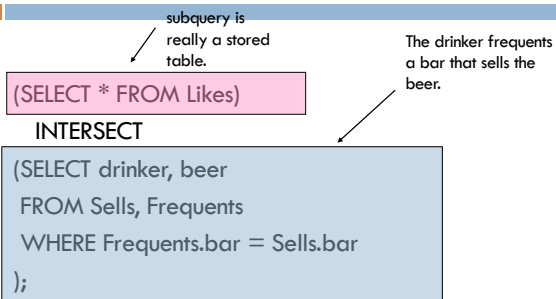 subquery is
really a stored
table.
The drinker frequents
a bar that sells the
beer.
(SELECT * FROM Likes)
INTERSECT
(SELECT drinker, beer
FROM Sells, Frequents
WHERE Frequents.bar = Sells.bar
);